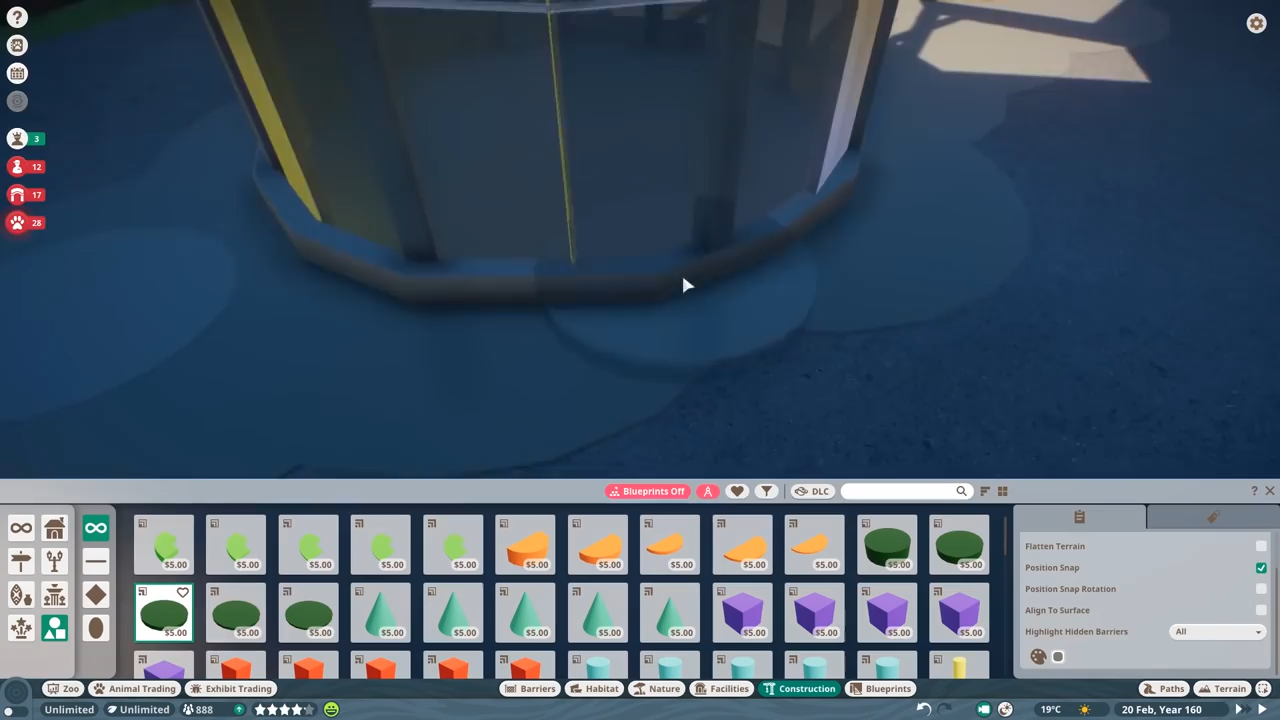 ?
3
12
17
28
Blueprints Off
DLC
? ×
$5.00 $5.00 $5.00 $5.00 $5.00 $5.00 $5.00 $5.00 $5.00 $5.00 $5.00 $5.00
$5.00 $5.00 $5.00 $5.00 $5.00 $5.00 $5.00 $5.00 $5.00 $5.00 $5.00 $5.00
Flatten Terrain
Position Snap
Position Snap Rotation
Align To Surface
Highlight Hidden Barriers All
Zoo Animal Trading Exhibit Trading Barriers Habitat Nature Facilities Construction Blueprints Paths Terrain
Unlimited Unlimited 888 19°C 20 Feb, Year 160